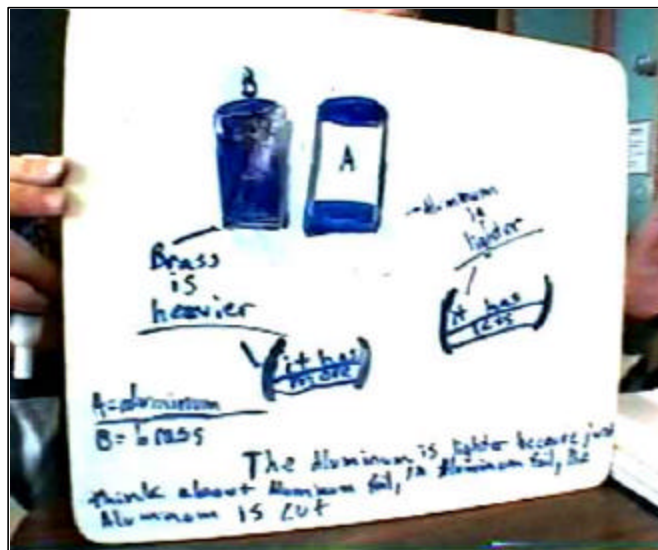 B
A
Brass
is
heavier
Aluminum
is
lighter
(it has
more)
(it has
less)
A=aluminum
B= brass
The Aluminum is lighter because just
think about Aluminum foil, in Aluminum foil, the
Aluminum is cut